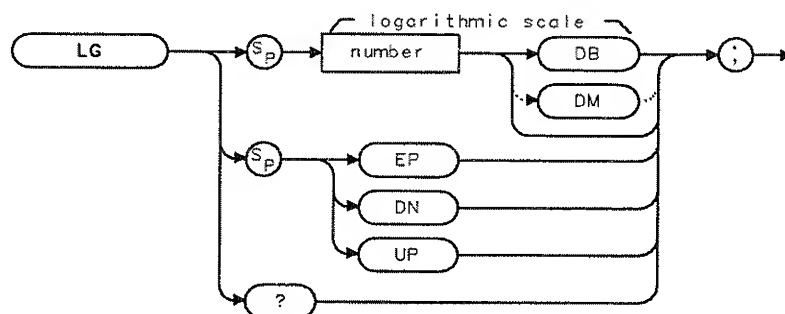 logarithmic scale
LG
SP
number
DB
;
DM
SP
EP
DN
UP
?